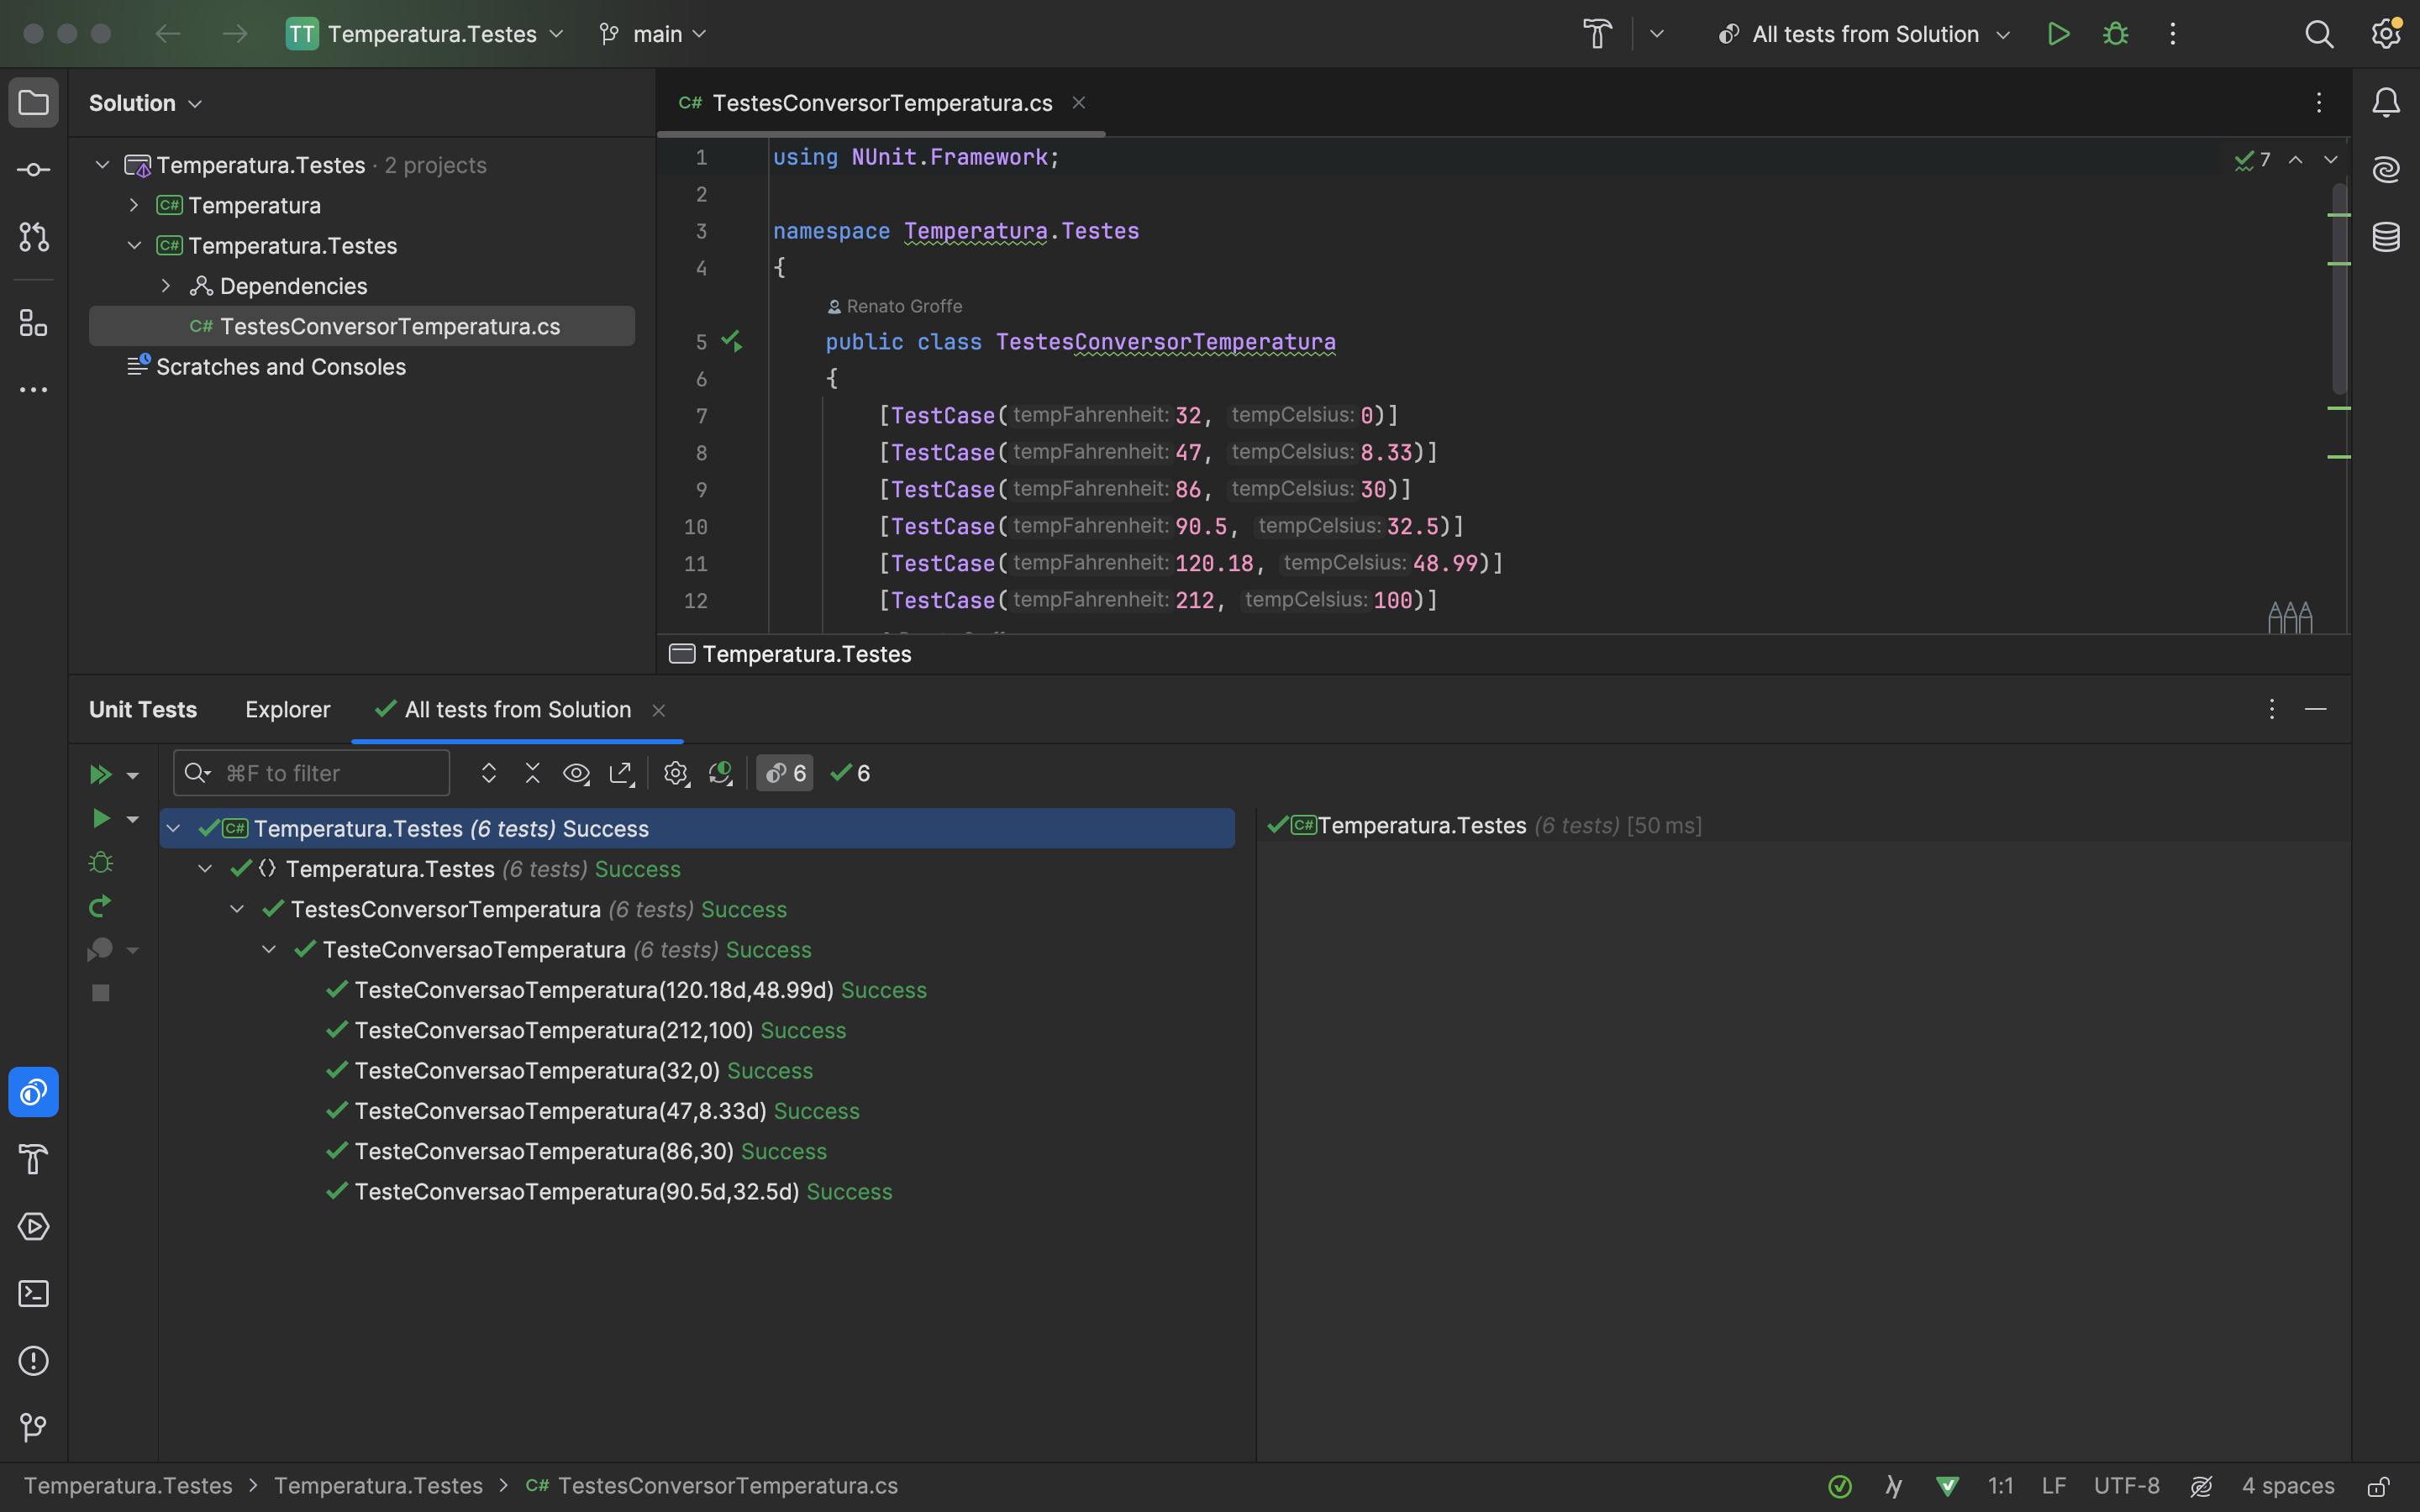 TT Temperatura.Testes main All tests from Solution
Solution
Temperatura.Testes · 2 projects
C# Temperatura
C# Temperatura.Testes
Dependencies
C# TestesConversorTemperatura.cs
Scratches and Consoles
C# TestesConversorTemperatura.cs
7
1 using NUnit.Framework;
2
3 namespace Temperatura.Testes
4 {
Renato Groffe
5 public class TestesConversorTemperatura
6 {
7 [TestCase(tempFahrenheit: 32, tempCelsius: 0)]
8 [TestCase(tempFahrenheit: 47, tempCelsius: 8.33)]
9 [TestCase(tempFahrenheit: 86, tempCelsius: 30)]
10 [TestCase(tempFahrenheit: 90.5, tempCelsius: 32.5)]
11 [TestCase(tempFahrenheit: 120.18, tempCelsius: 48.99)]
12 [TestCase(tempFahrenheit: 212, tempCelsius: 100)]
Temperatura.Testes
Unit Tests Explorer All tests from Solution
⌘F to filter 6 6
C# Temperatura.Testes (6 tests) Success
Temperatura.Testes (6 tests) Success
TestesConversorTemperatura (6 tests) Success
TesteConversaoTemperatura (6 tests) Success
TesteConversaoTemperatura(120.18d,48.99d) Success
TesteConversaoTemperatura(212,100) Success
TesteConversaoTemperatura(32,0) Success
TesteConversaoTemperatura(47,8.33d) Success
TesteConversaoTemperatura(86,30) Success
TesteConversaoTemperatura(90.5d,32.5d) Success
C# Temperatura.Testes (6 tests) [50 ms]
Temperatura.Testes > Temperatura.Testes > C# TestesConversorTemperatura.cs 1:1 LF UTF-8 4 spaces